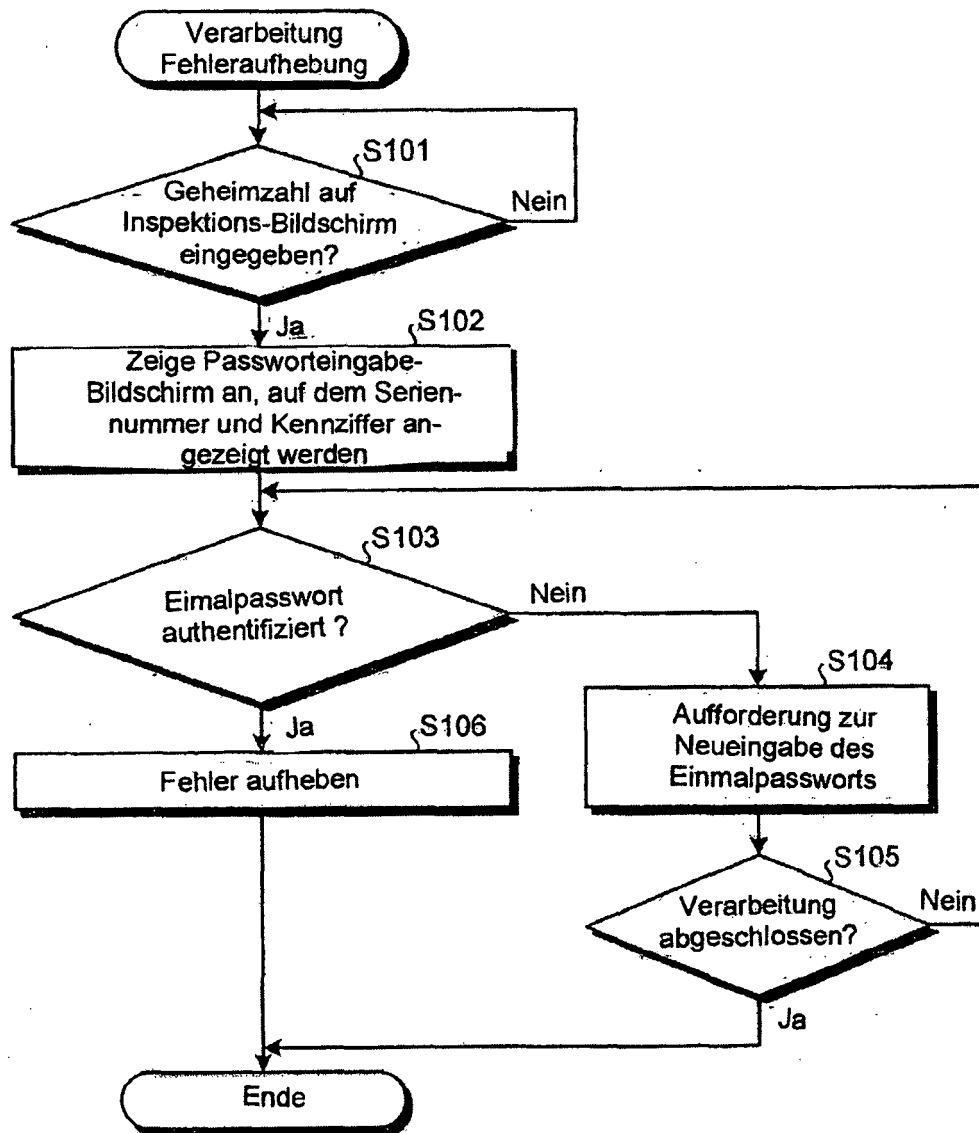 Verarbeitung
Fehleraufhebung
S101
Geheimzahl auf
Inspektions-Bildschirm
eingegeben?
Nein
Ja
S102
Zeige Passworteingabe-
Bildschirm an, auf dem Serien-
nummer und Kennziffer an-
gezeigt werden
S103
Eimalpasswort
authentifiziert ?
Nein
Ja
S104
Aufforderung zur
Neueingabe des
Einmalpassworts
S106
Fehler aufheben
S105
Verarbeitung
abgeschlossen?
Nein
Ja
Ende